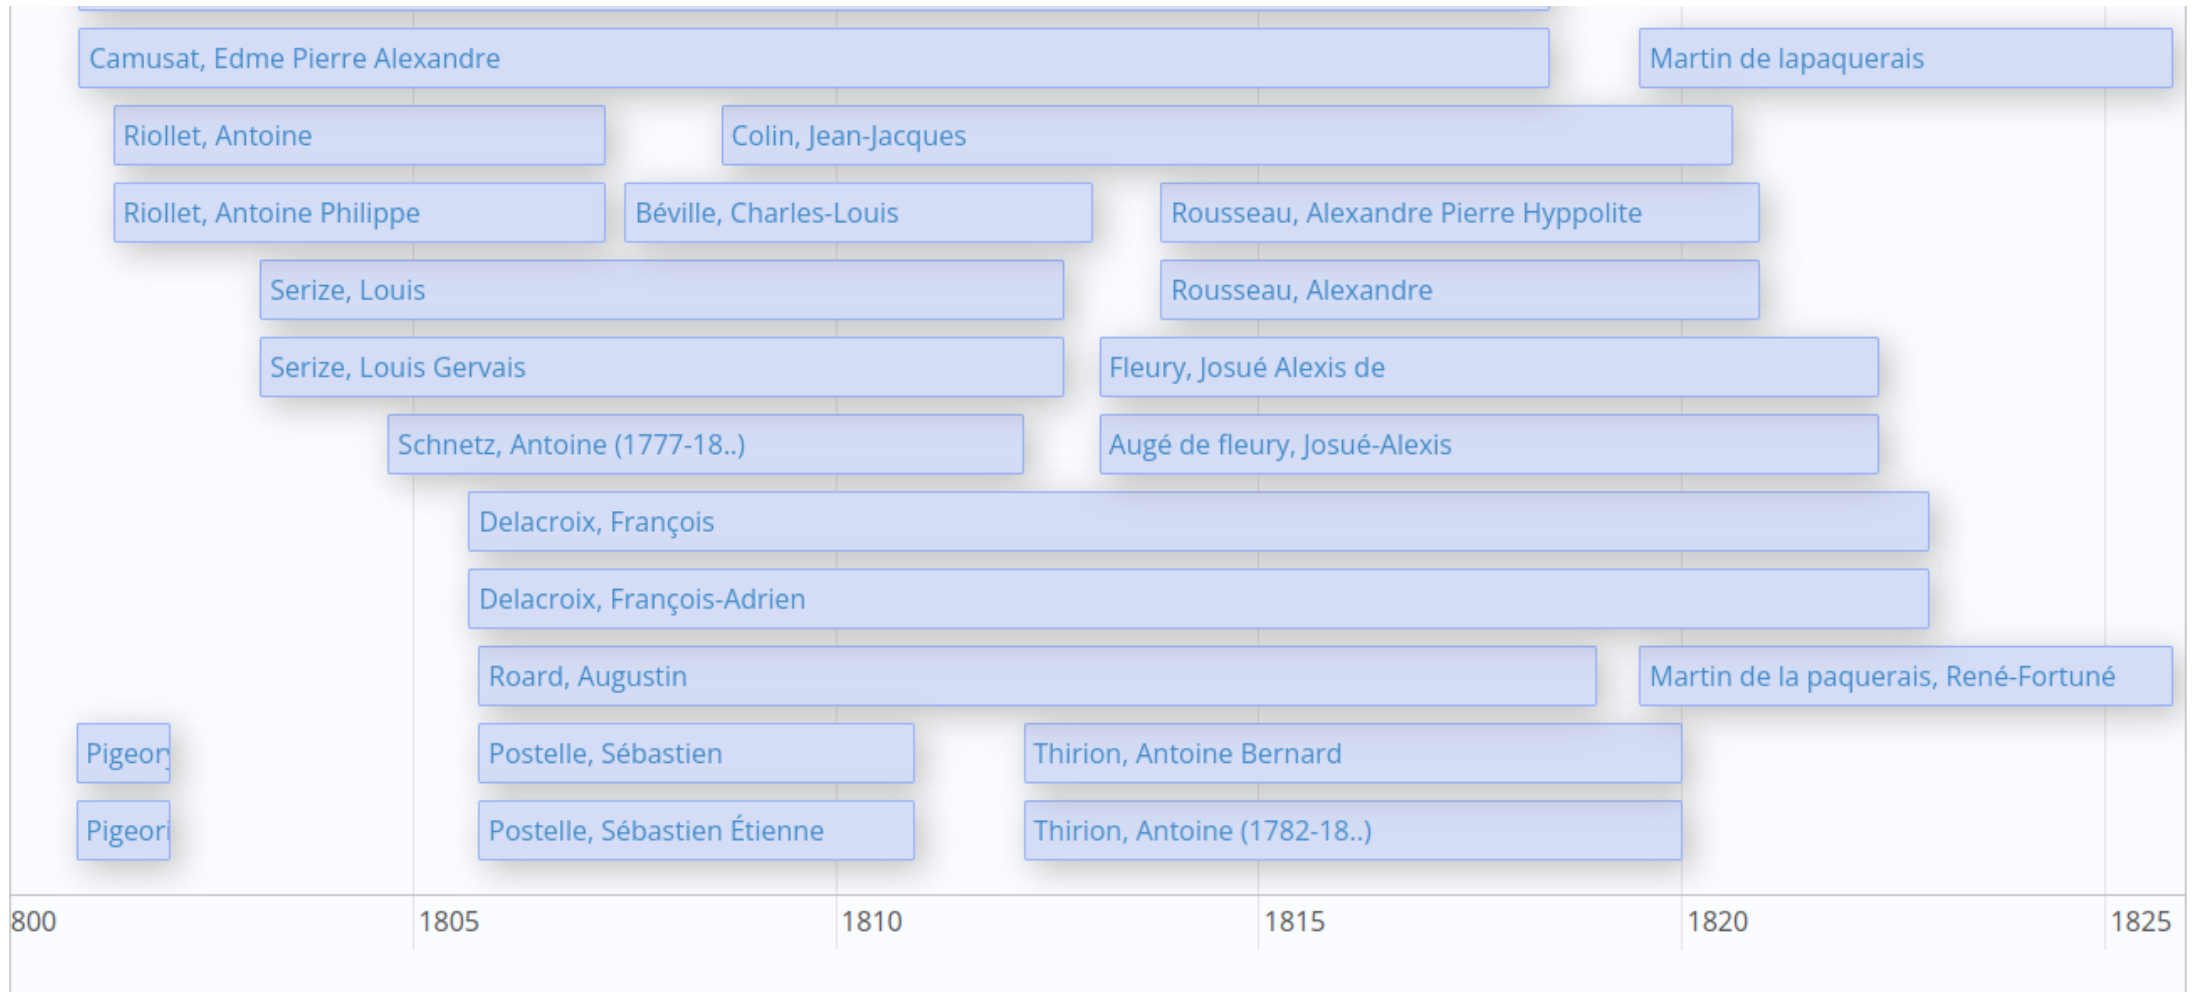 Camusat, Edme Pierre Alexandre Martin de lapaquerais
Riollet, Antoine Colin, Jean-Jacques
Riollet, Antoine Philippe Béville, Charles-Louis Rousseau, Alexandre Pierre Hyppolite
Serize, Louis Rousseau, Alexandre
Serize, Louis Gervais Fleury, Josué Alexis de
Schnetz, Antoine (1777-18..) Augé de fleury, Josué-Alexis
Delacroix, François
Delacroix, François-Adrien
Roard, Augustin Martin de la paquerais, René-Fortuné
Postelle, Sébastien Thirion, Antoine Bernard
Postelle, Sébastien Étienne Thirion, Antoine (1782-18..)
800 1805 1810 1815 1820 1825